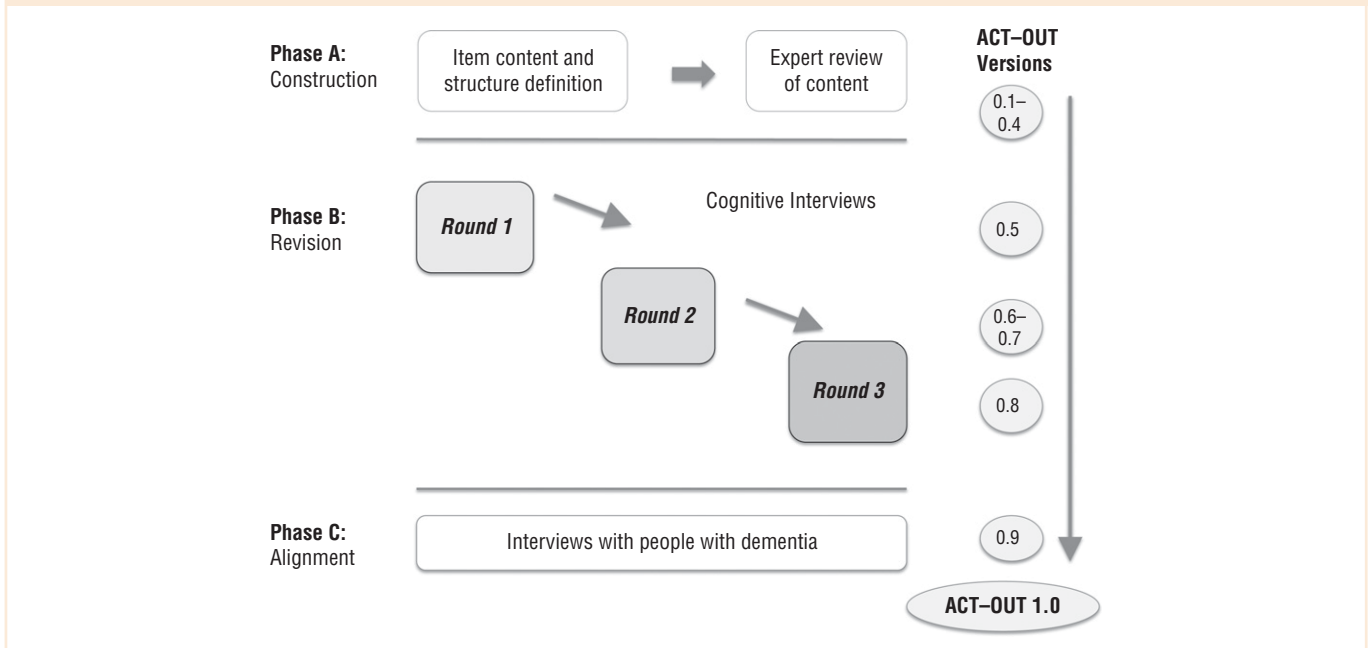 Phase A:
Construction
Item content and
structure definition
Expert review
of content
ACT–OUT
Versions
0.1–
0.4
Phase B:
Revision
Round 1
Cognitive Interviews
0.5
Round 2
0.6–
0.7
Round 3
0.8
Phase C:
Alignment
Interviews with people with dementia
0.9
ACT–OUT 1.0